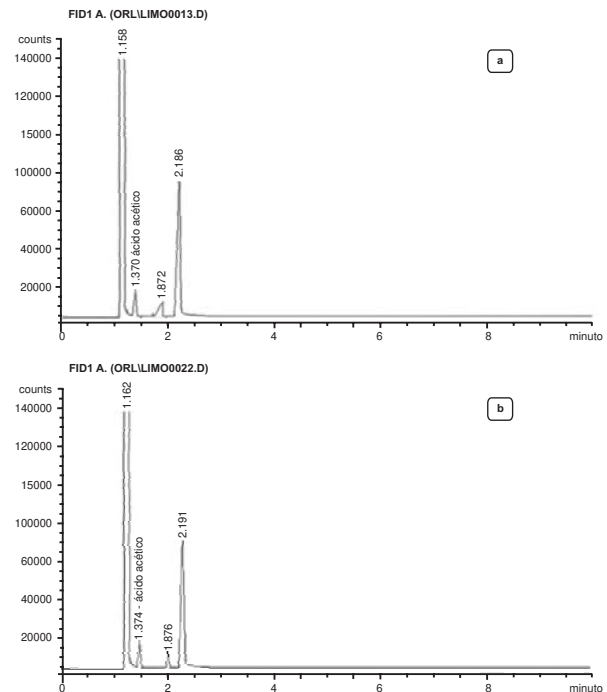 FID1 A. (ORL\LIMO0013.D)
counts
140000
120000
15000
100000
60000
40000
20000
1.158
1.370 ácido acético
1.872
2.186
a
0 2 4 6 8 minuto
FID1 A. (ORL\LIMO0022.D)
counts
140000
120000
15000
100000
60000
40000
20000
1.162
1.374 - ácido acético
1.876
2.191
b
0 2 4 6 8 minuto